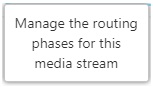 Manage the routing
phases for this
media stream